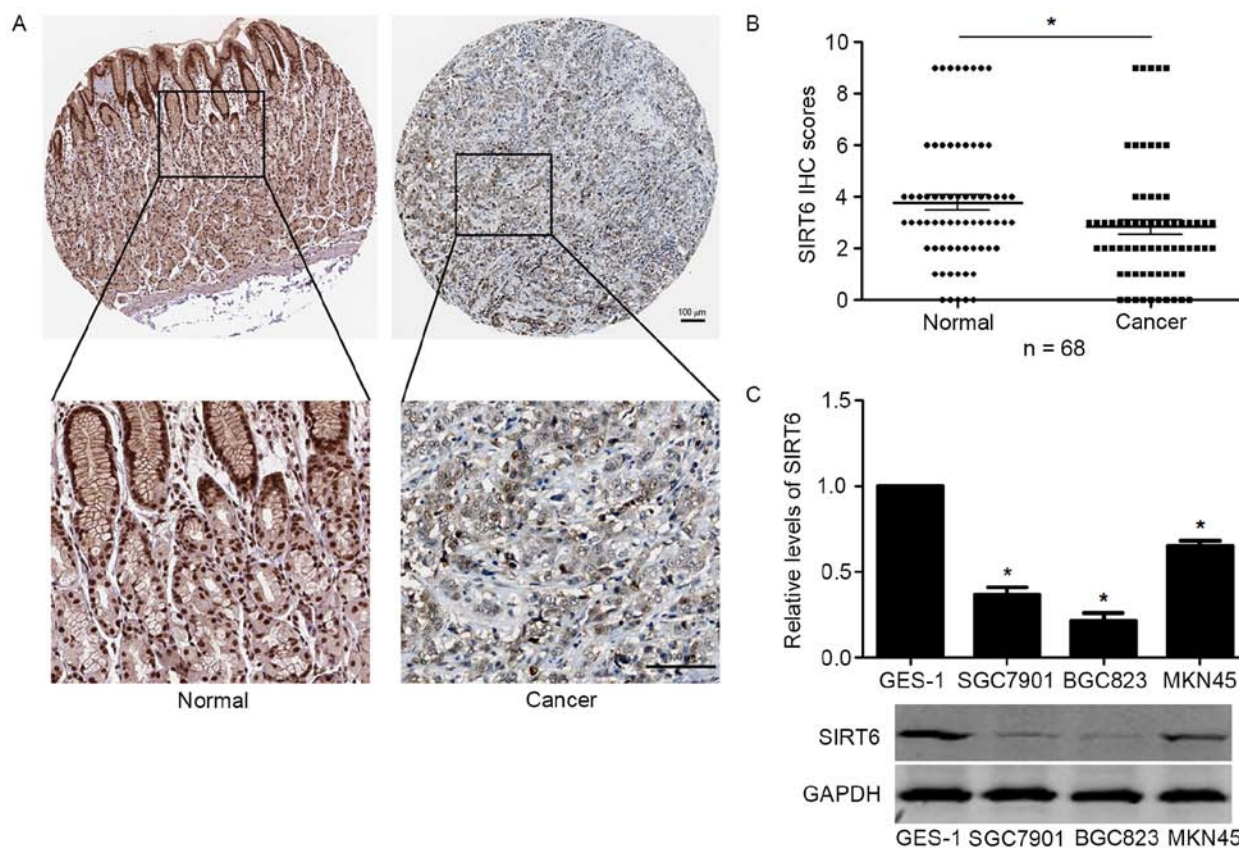 A
100 μm
Normal
Cancer
B
*
SIRT6 IHC scores
10
8
6
4
2
0
Normal
Cancer
n = 68
C
Relative levels of SIRT6
1.5
1.0
0.5
0.0
*
*
*
GES-1 SGC7901 BGC823 MKN45
SIRT6
GAPDH
GES-1 SGC7901 BGC823 MKN45